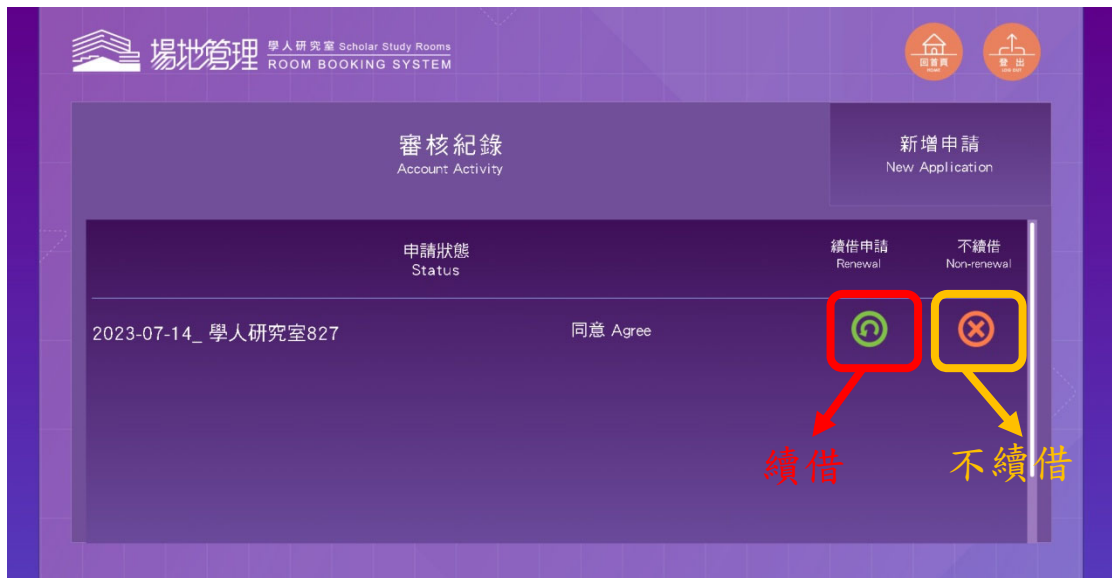 場地管理
學人研究室 Scholar Study Rooms
ROOM BOOKING SYSTEM
回首頁
HOME
登出
LOG OUT
審核紀錄
Account Activity
新增申請
New Application
申請狀態
Status
續借申請
Renewal
不續借
Non-renewal
2023-07-14_ 學人研究室827
同意 Agree
續借
不續借